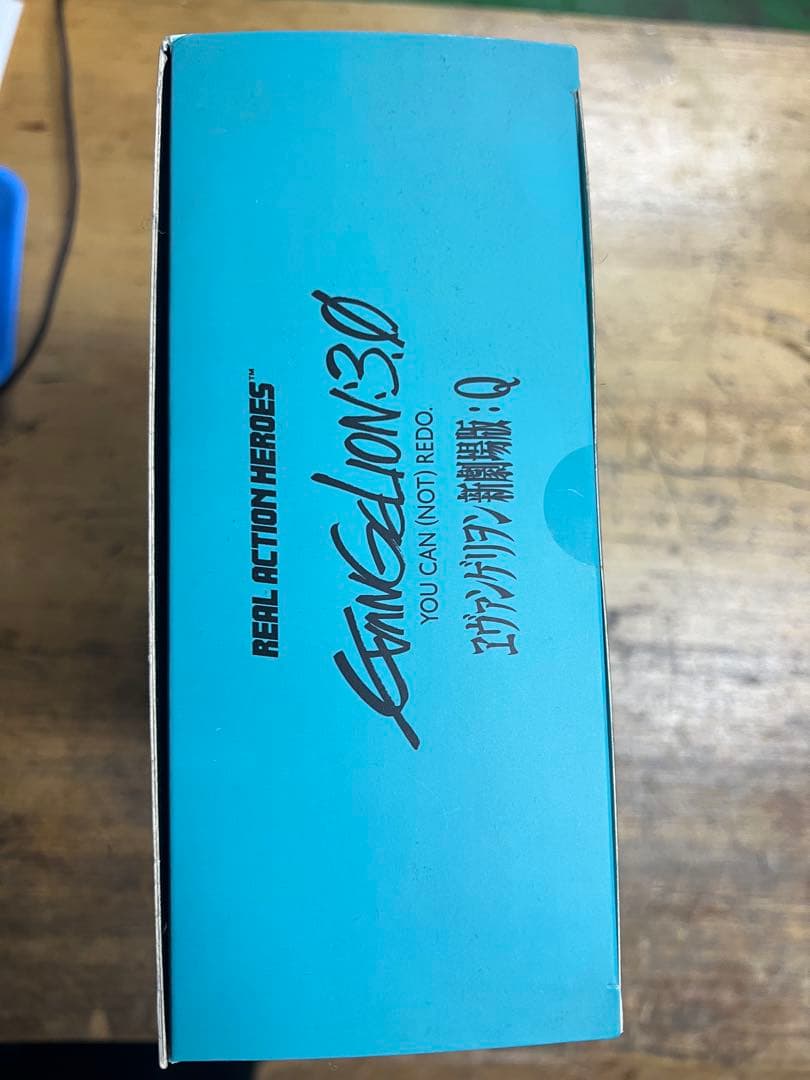 REAL ACTION HEROES™
EVANGELION:3.0
YOU CAN (NOT) REDO.
ヱヴァンゲリヲン新劇場版:Q